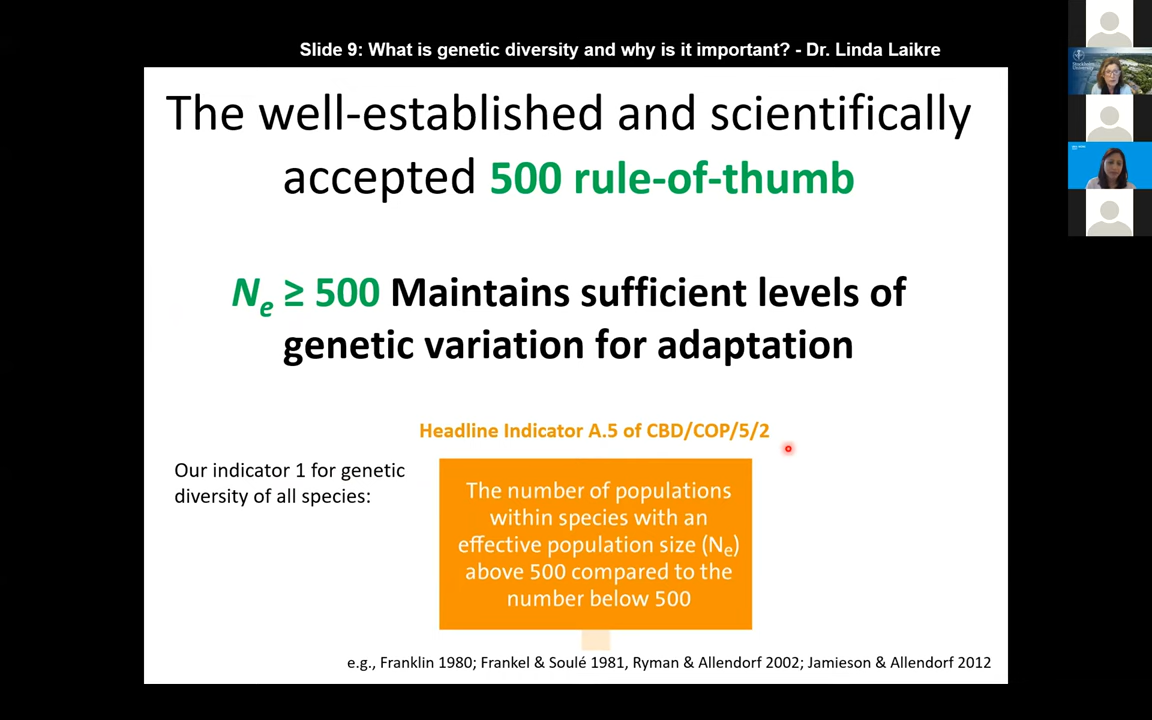 Slide 9: What is genetic diversity and why is it important? - Dr. Linda Laikre
The well-established and scientifically
accepted 500 rule-of-thumb
Ne ≥ 500 Maintains sufficient levels of
genetic variation for adaptation
Headline Indicator A.5 of CBD/COP/5/2
Our indicator 1 for genetic
diversity of all species:
The number of populations
within species with an
effective population size (Ne)
above 500 compared to the
number below 500
e.g., Franklin 1980; Frankel & Soulé 1981, Ryman & Allendorf 2002; Jamieson & Allendorf 2012
Stockholm
University